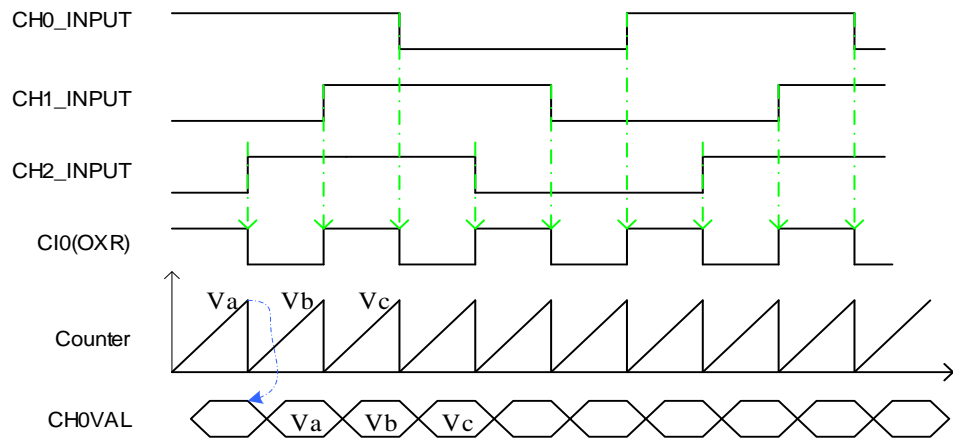 CH0_INPUT
CH1_INPUT
CH2_INPUT
CI0(OXR)
Va Vb Vc
Counter
CH0VAL Va Vb Vc